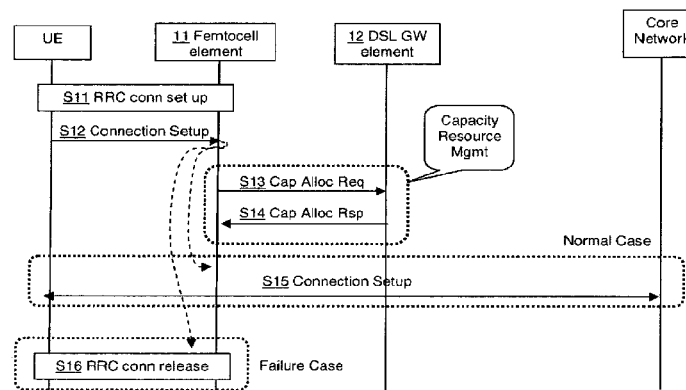 UE
11 Femtocell
element
12 DSL GW
element
Core
Network
S11 RRC conn set up
S12 Connection Setup
Capacity
Resource
Mgmt
S13 Cap Alloc Req
S14 Cap Alloc Rsp
Normal Case
S15 Connection Setup
S16 RRC conn release
Failure Case